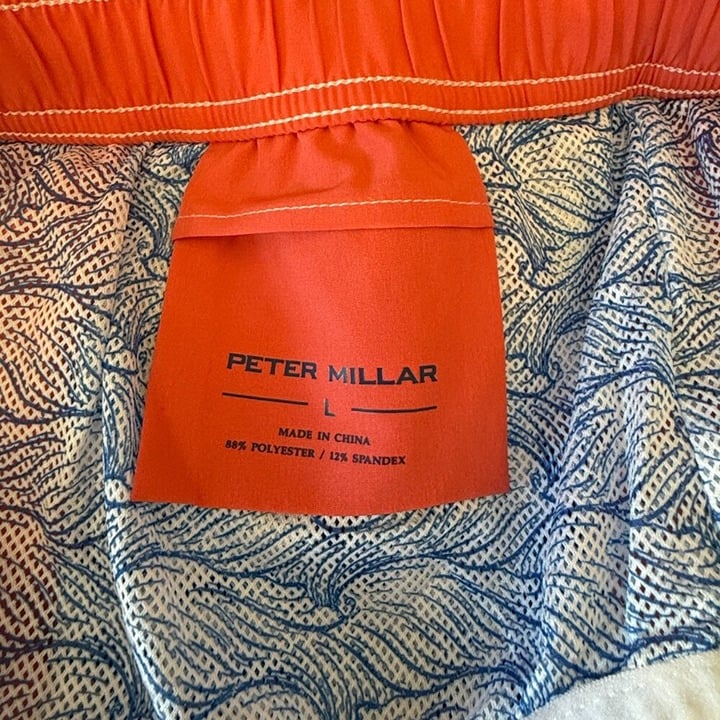 PETER MILLAR
L
MADE IN CHINA
88% POLYESTER / 12% SPANDEX